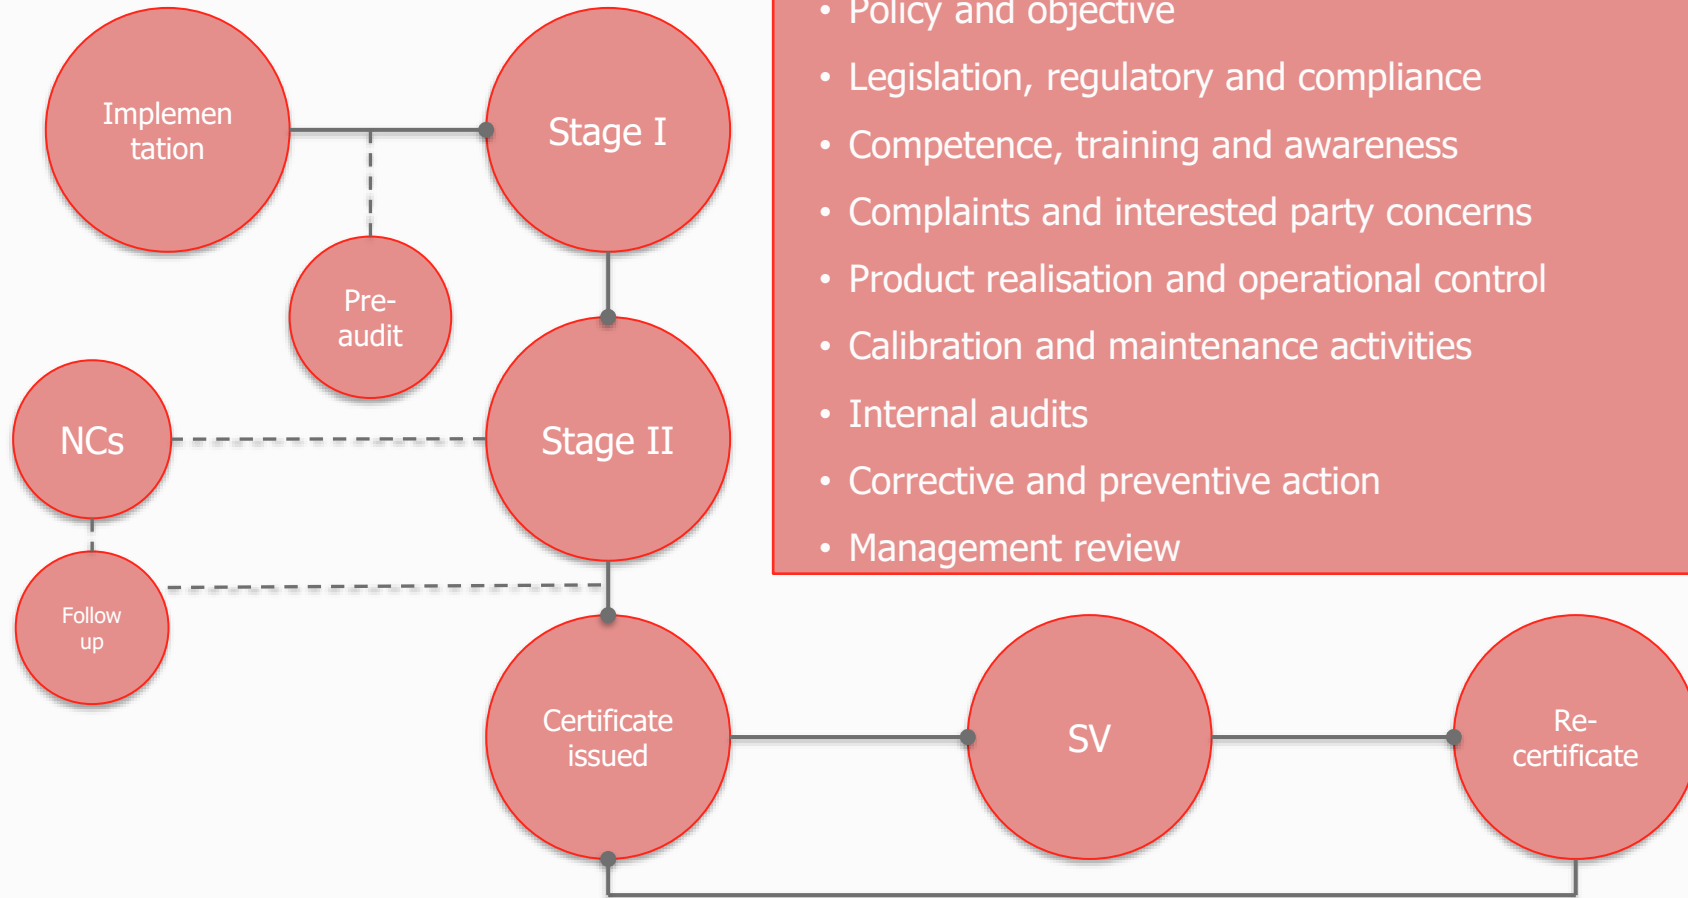 Implemen
tation
Stage I
• Policy and objective
• Legislation, regulatory and compliance
• Competence, training and awareness
• Complaints and interested party concerns
• Product realisation and operational control
• Calibration and maintenance activities
• Internal audits
• Corrective and preventive action
• Management review
Pre-
audit
NCs
Stage II
Follow
up
Certificate
issued
SV
Re-
certificate